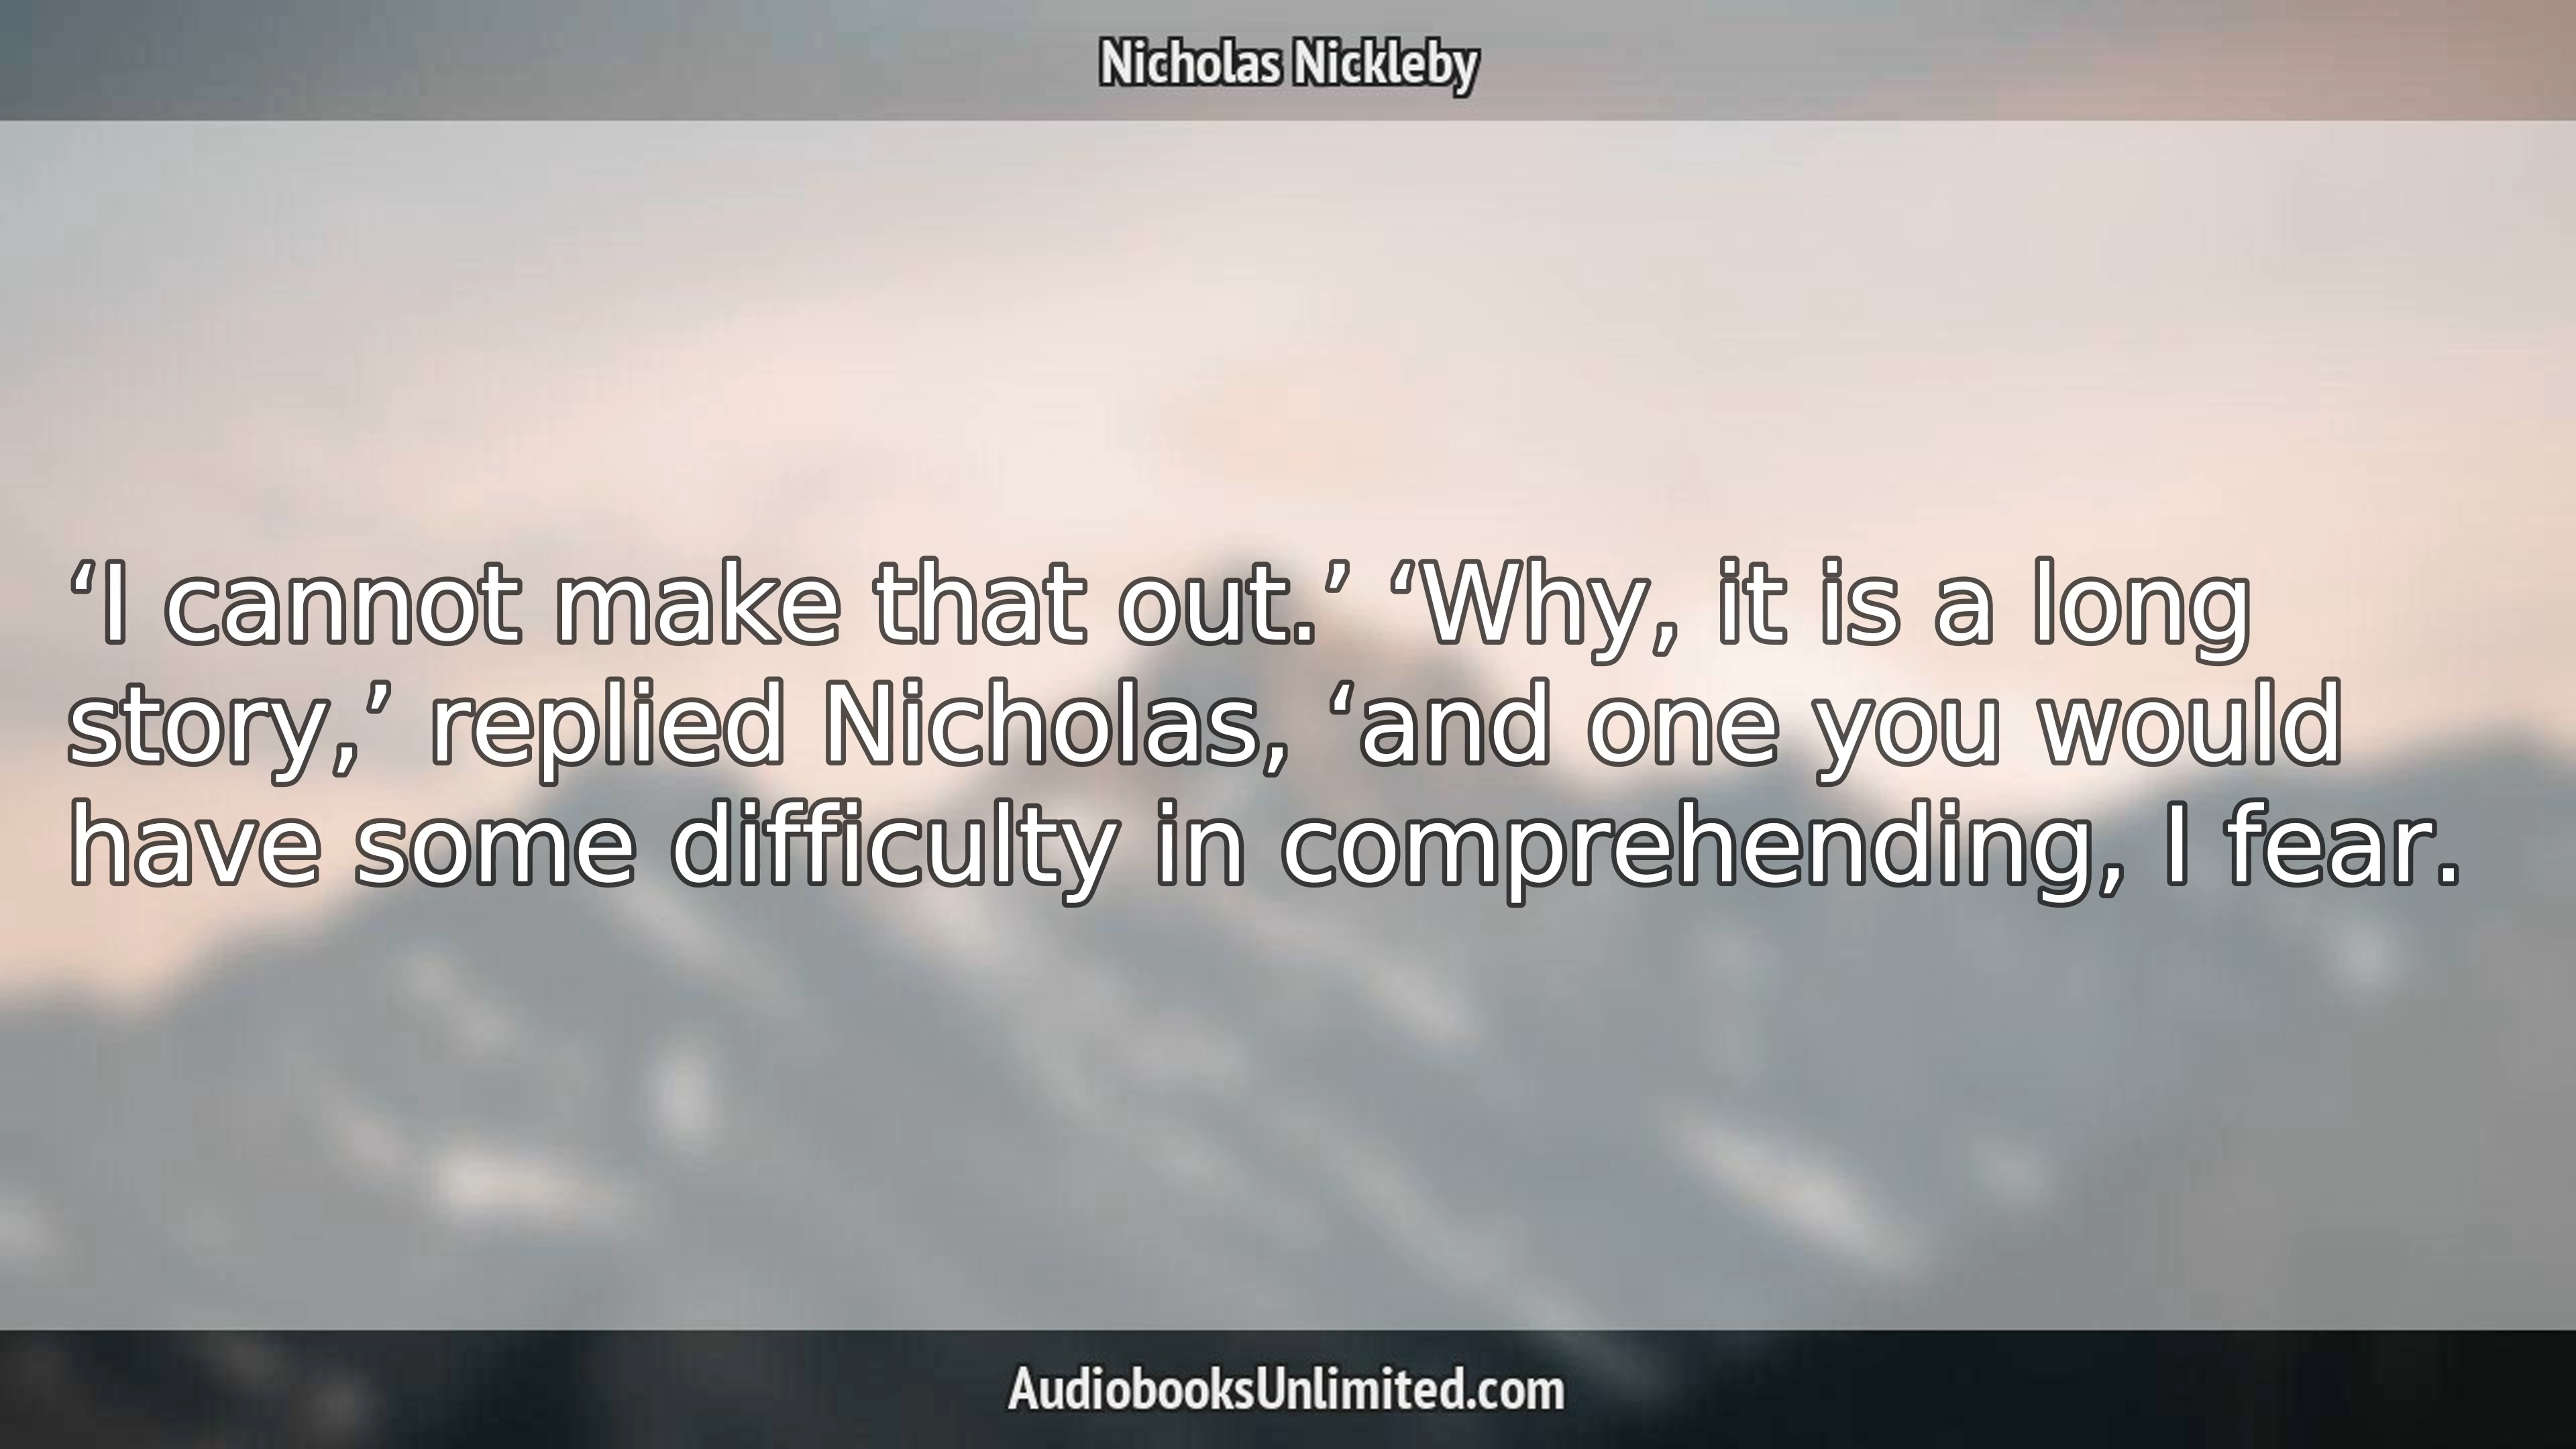 Nicholas Nickleby
‘I cannot make that out.’ ‘Why, it is a long
story,’ replied Nicholas, ‘and one you would
have some difficulty in comprehending, I fear.
AudiobooksUnlimited.com